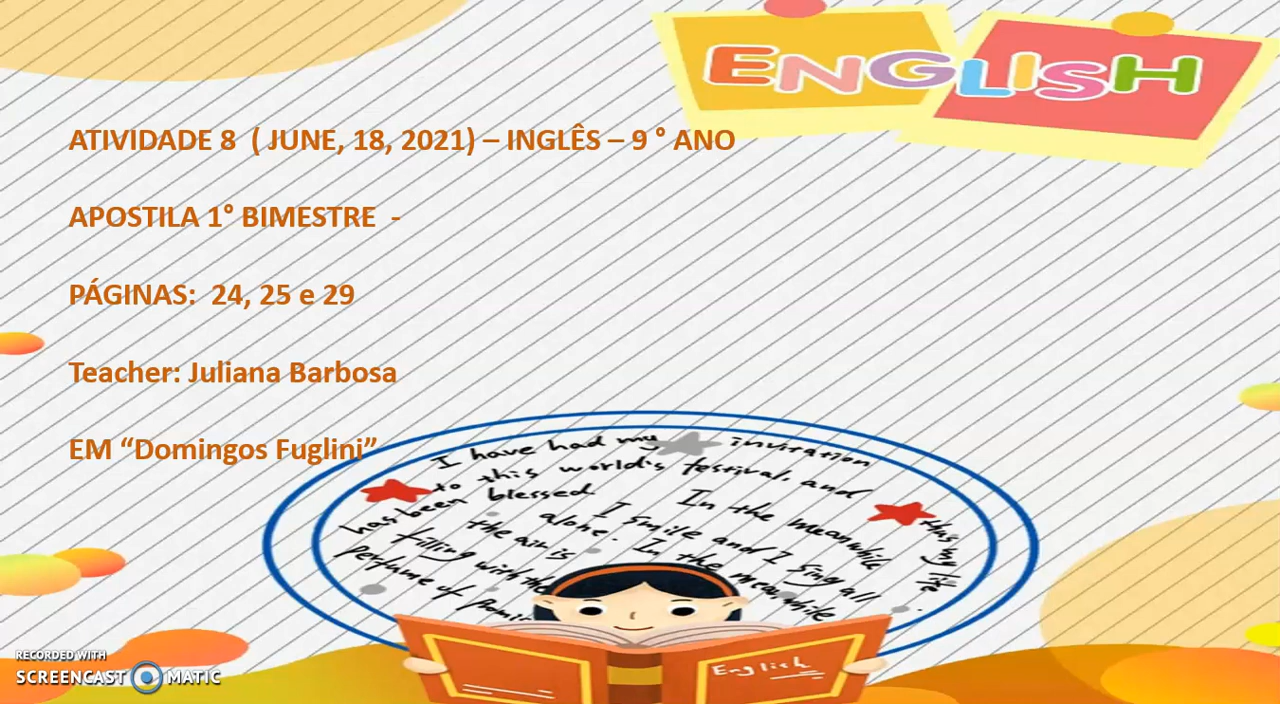 ENGLISH
ATIVIDADE 8 ( JUNE, 18, 2021) – INGLÊS – 9 ° ANO
APOSTILA 1° BIMESTRE -
PÁGINAS: 24, 25 e 29
Teacher: Juliana Barbosa
EM “Domingos Fuglini”
I have had my invitation
to this world's festival, and
thus my life
has been blessed.
In the meanwhile
I smile and I sing all
alone. In the meanwhile
the air is
filling with the
perfume of
English
RECORDED WITH
SCREENCAST MATIC